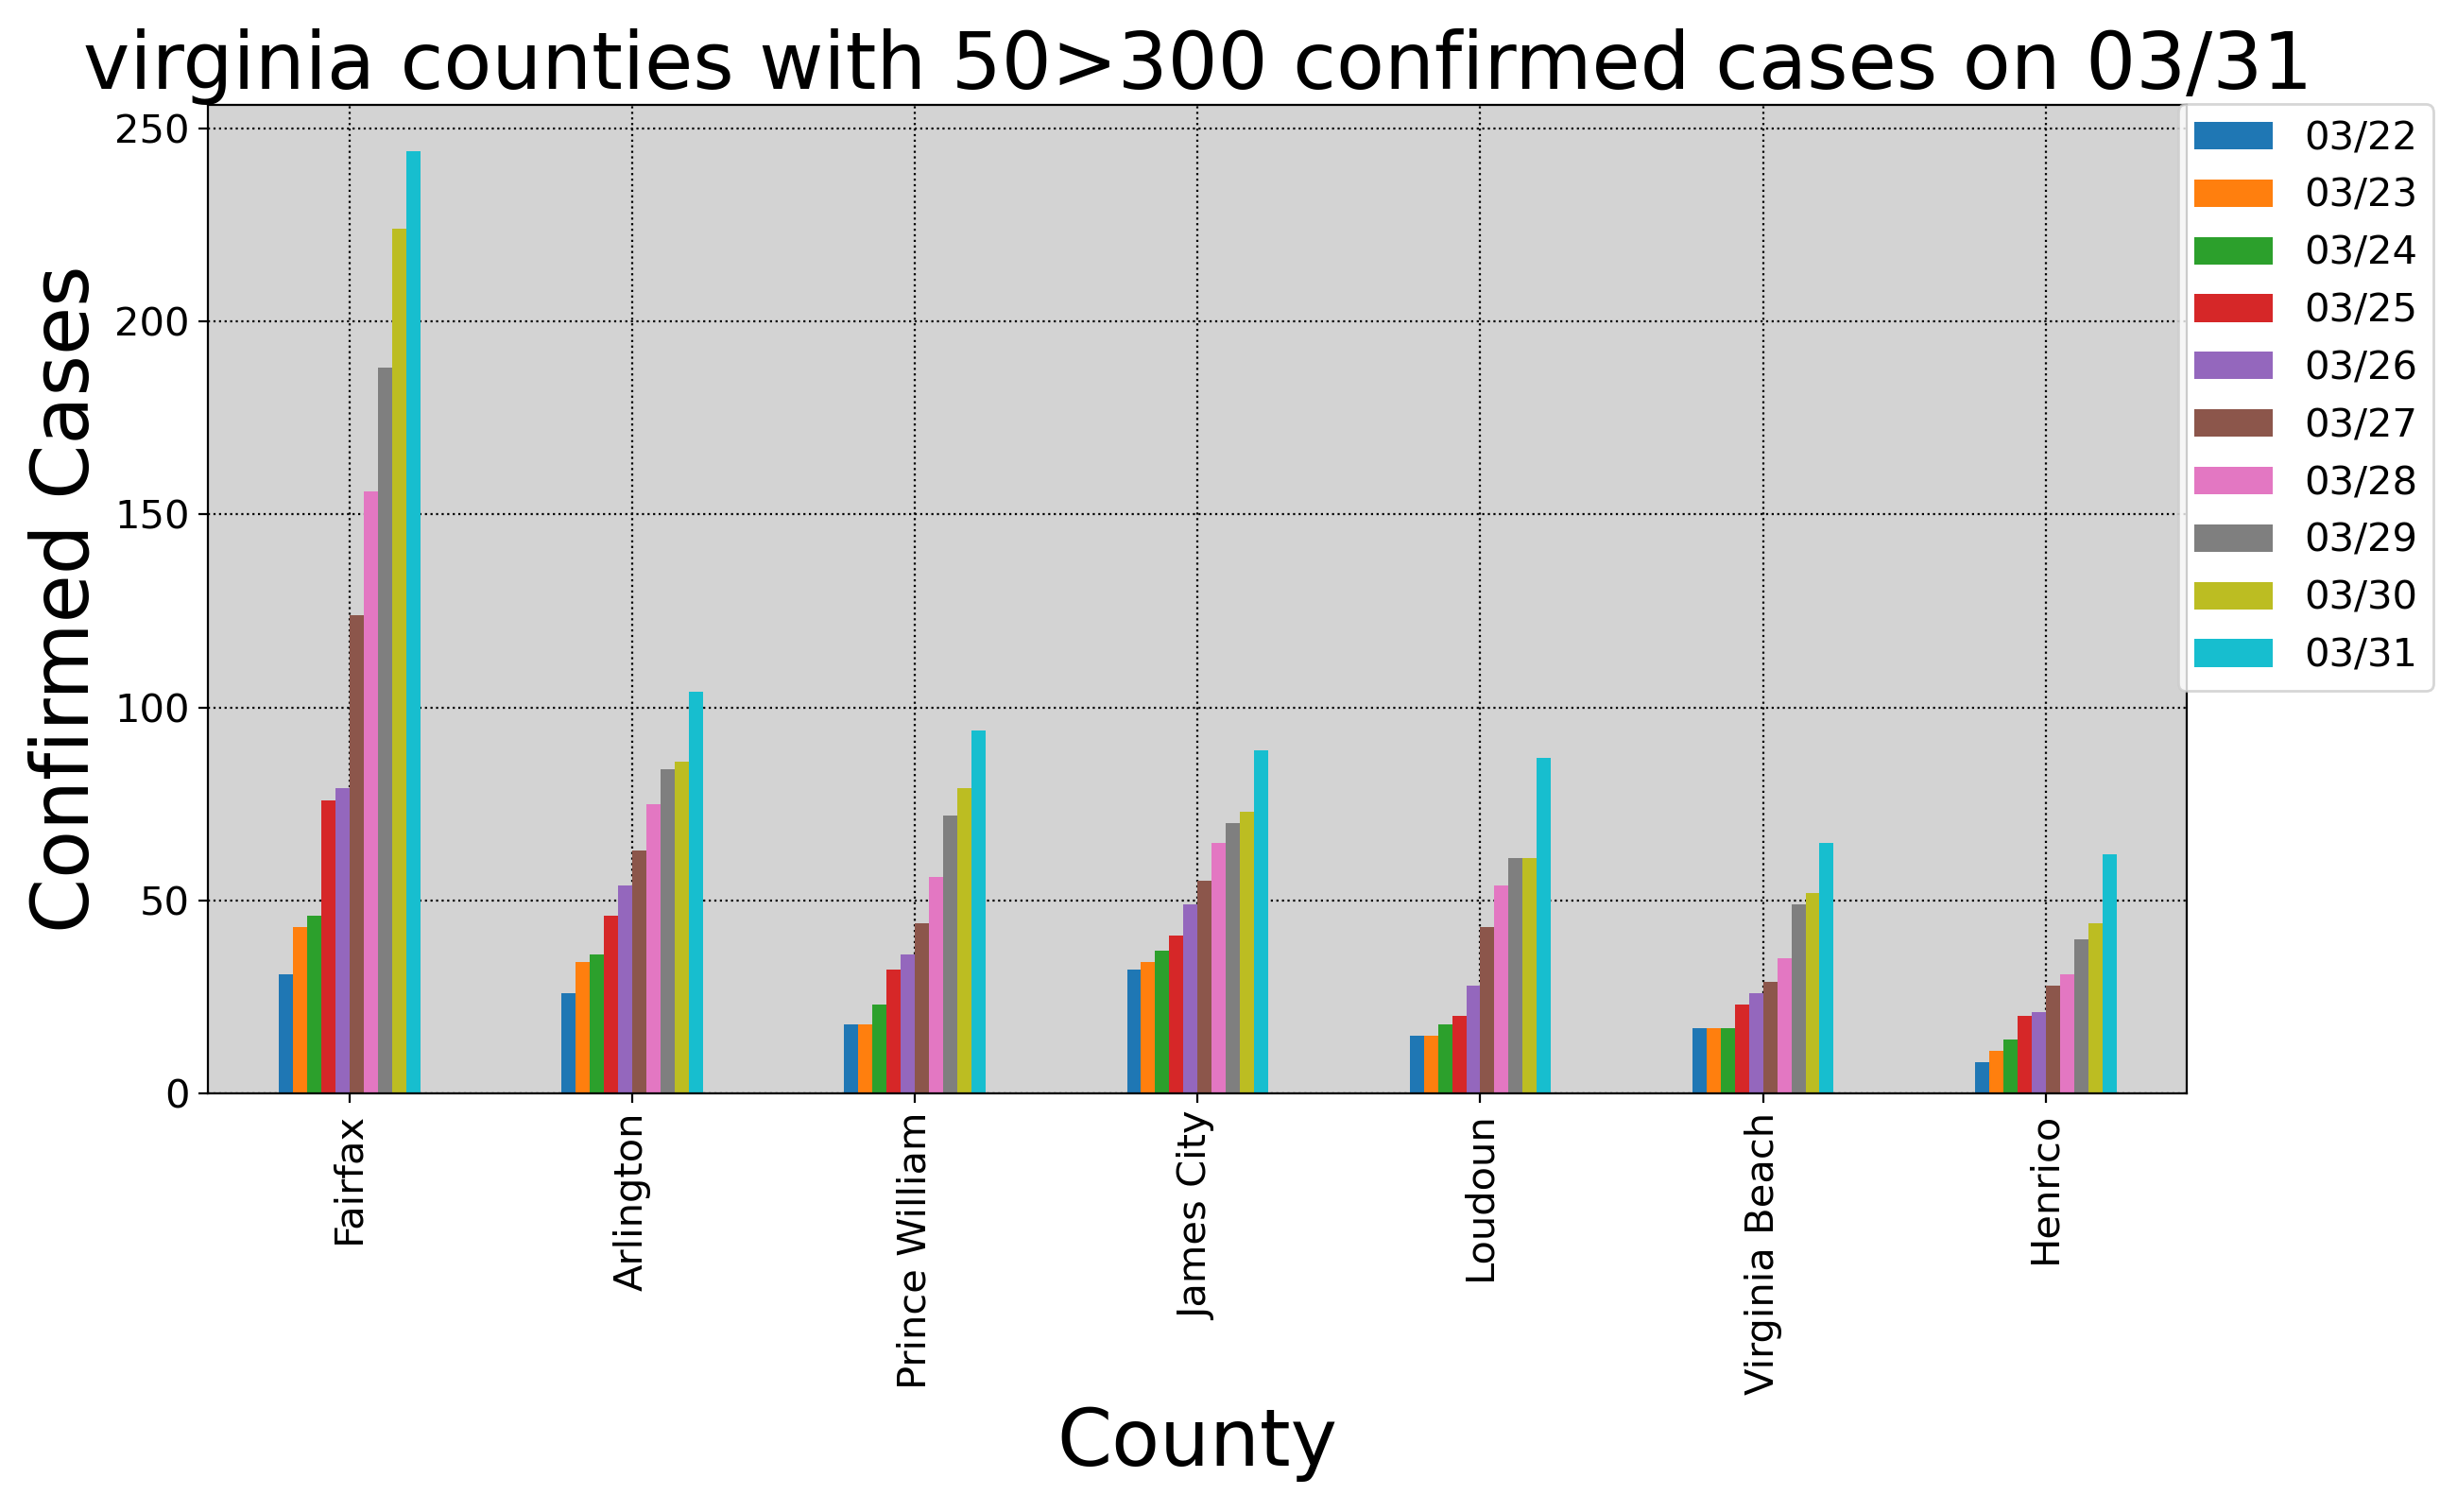 virginia counties with 50>300 confirmed cases on 03/31
Confirmed Cases
250
200
150
100
50
0
03/22
03/23
03/24
03/25
03/26
03/27
03/28
03/29
03/30
03/31
Fairfax
Arlington
Prince William
James City
Loudoun
Virginia Beach
Henrico
County